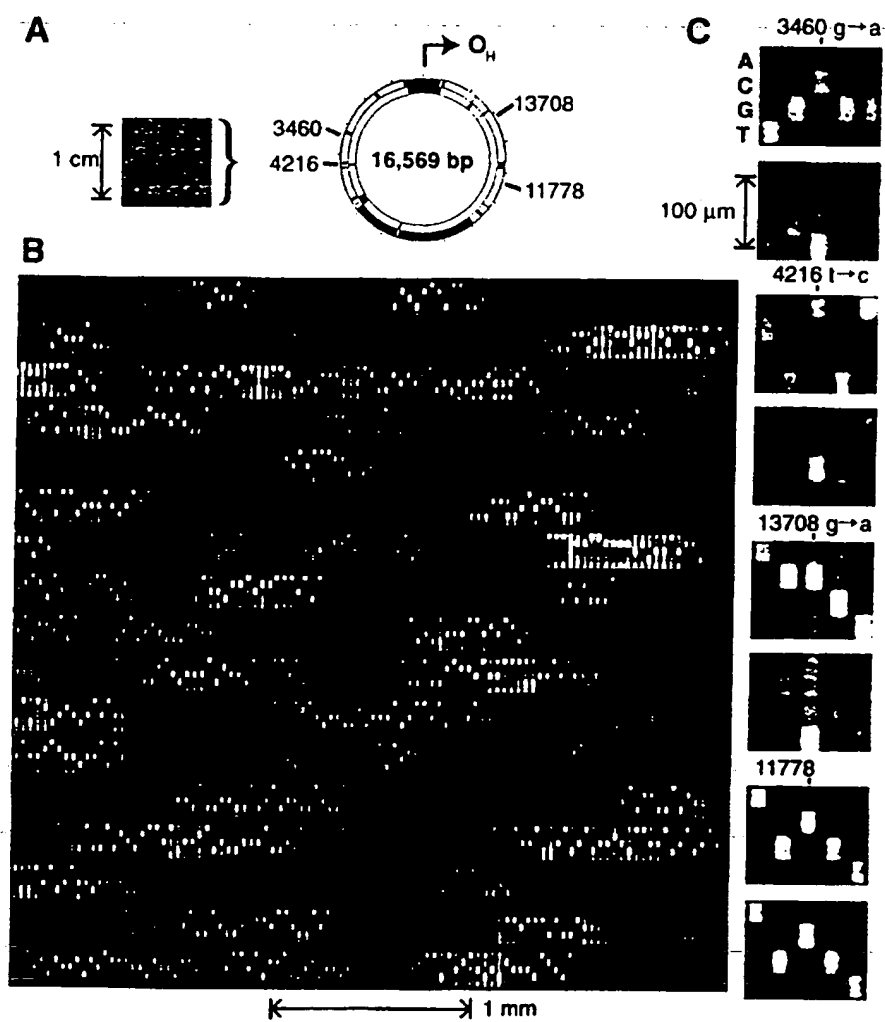 A
O H
3460
13708
1 cm
4216
16,569 bp
11778
B
1 mm
C
3460 g→a
A
C
G
T
100 µm
4216 t→c
13708 g→a
11778